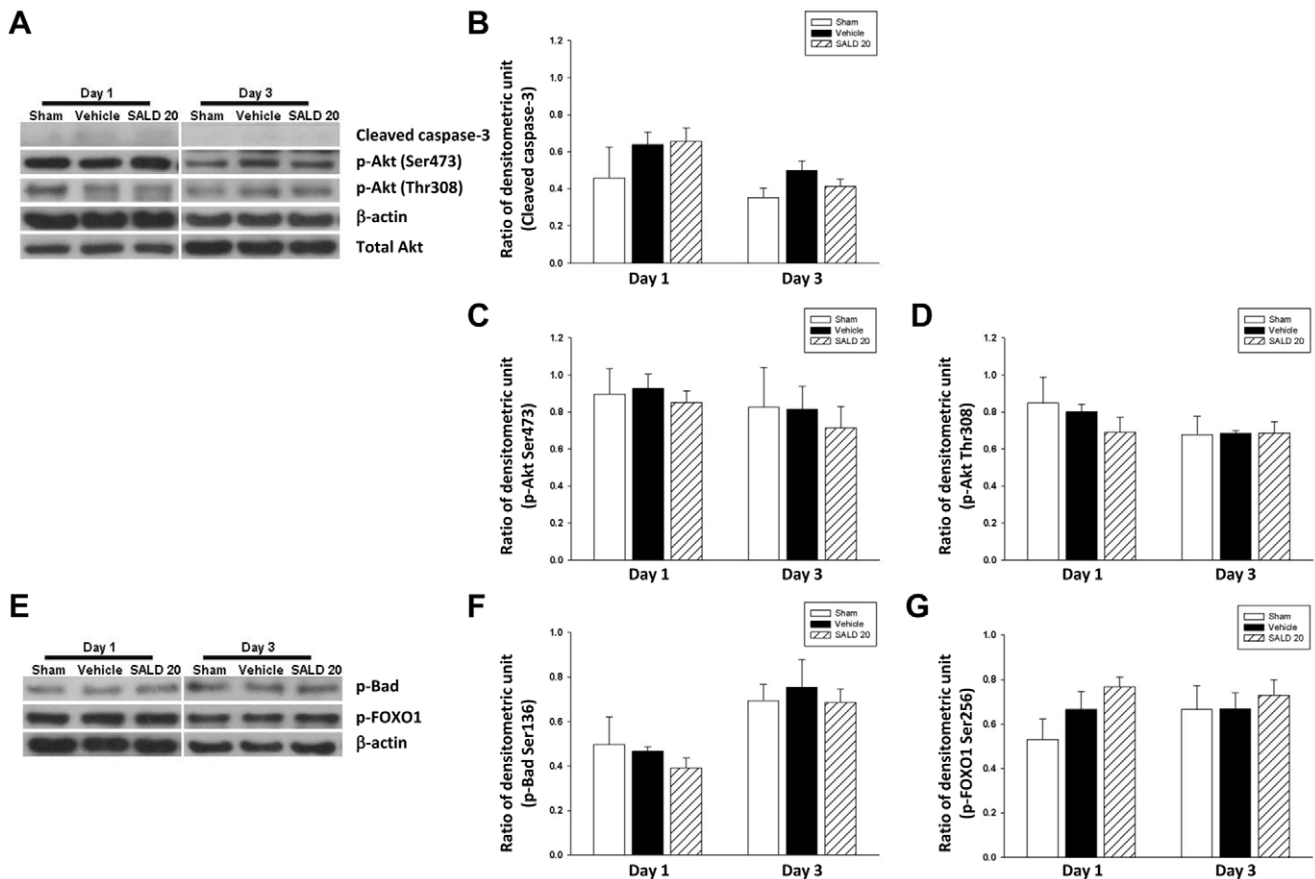 A
Day 1 Day 3
Sham Vehicle SALD 20 Sham Vehicle SALD 20
Cleaved caspase-3
p-Akt (Ser473)
p-Akt (Thr308)
β-actin
Total Akt
B
Sham
Vehicle
SALD 20
Ratio of densitometric unit
(Cleaved caspase-3)
1.2
1.0
0.8
0.6
0.4
0.2
0.0
Day 1 Day 3
C
Sham
Vehicle
SALD 20
Ratio of densitometric unit
(p-Akt Ser473)
1.2
1.0
0.8
0.6
0.4
0.2
0.0
Day 1 Day 3
D
Sham
Vehicle
SALD 20
Ratio of densitometric unit
(p-Akt Thr308)
1.2
1.0
0.8
0.6
0.4
0.2
0.0
Day 1 Day 3
E
Day 1 Day 3
Sham Vehicle SALD 20 Sham Vehicle SALD 20
p-Bad
p-FOXO1
β-actin
F
Sham
Vehicle
SALD 20
Ratio of densitometric unit
(p-Bad Ser136)
1.0
0.8
0.6
0.4
0.2
0.0
Day 1 Day 3
G
Sham
Vehicle
SALD 20
Ratio of densitometric unit
(p-FOXO1 Ser256)
1.0
0.8
0.6
0.4
0.2
0.0
Day 1 Day 3